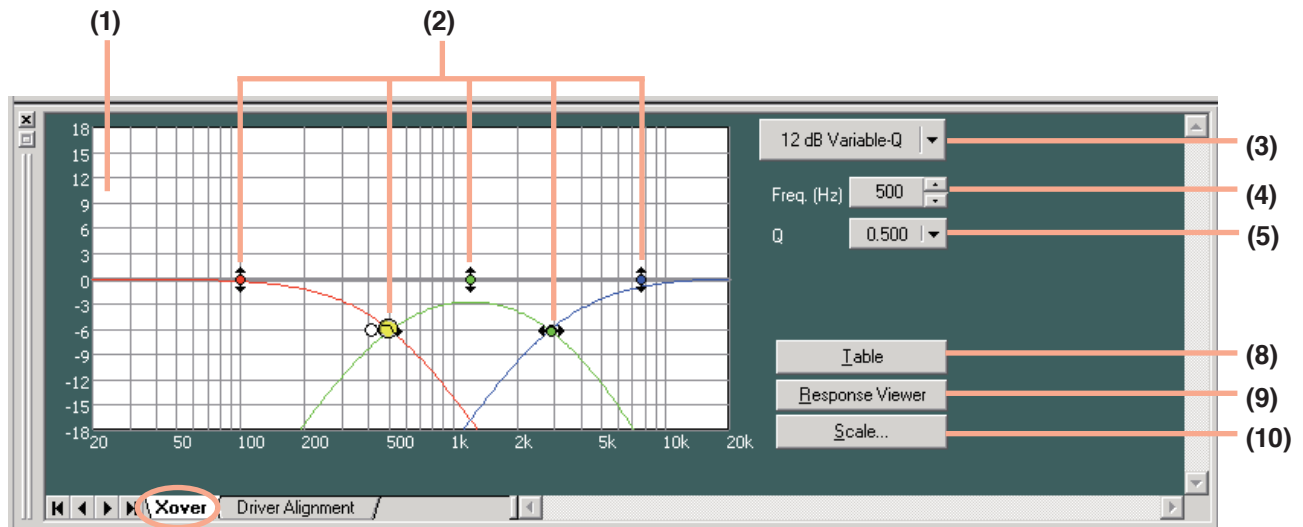 (1)
(2)
18
15
12
9
6
3
0
-3
-6
-9
-12
-15
-18
20 50 100 200 500 1k 2k 5k 10k 20k
12 dB Variable-Q
(3)
Freq. (Hz) 500
(4)
Q 0.500
(5)
Table
(8)
Response Viewer
(9)
Scale...
(10)
Xover Driver Alignment